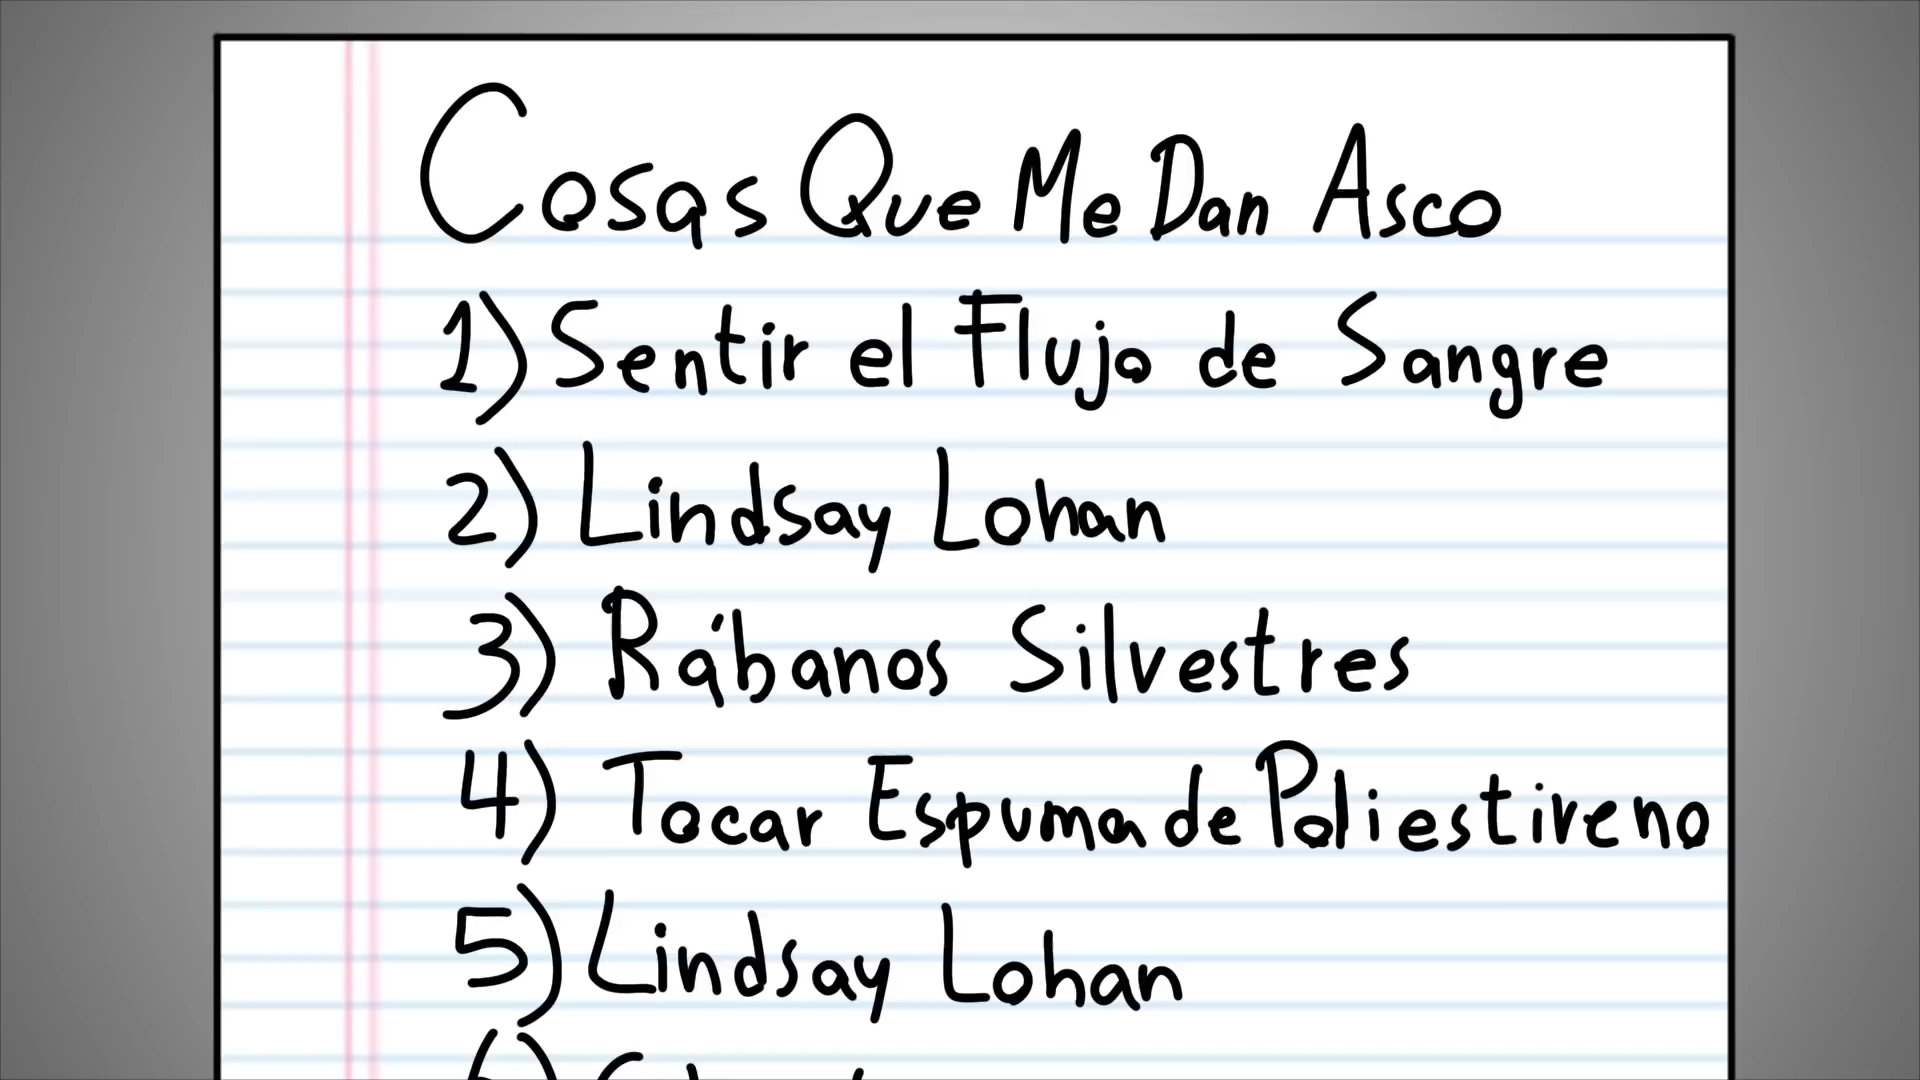 Cosas Que Me Dan Asco
1) Sentir el Flujo de Sangre
2) Lindsay Lohan
3) Rábanos Silvestres
4) Tocar Espuma de Poliestireno
5) Lindsay Lohan
6)